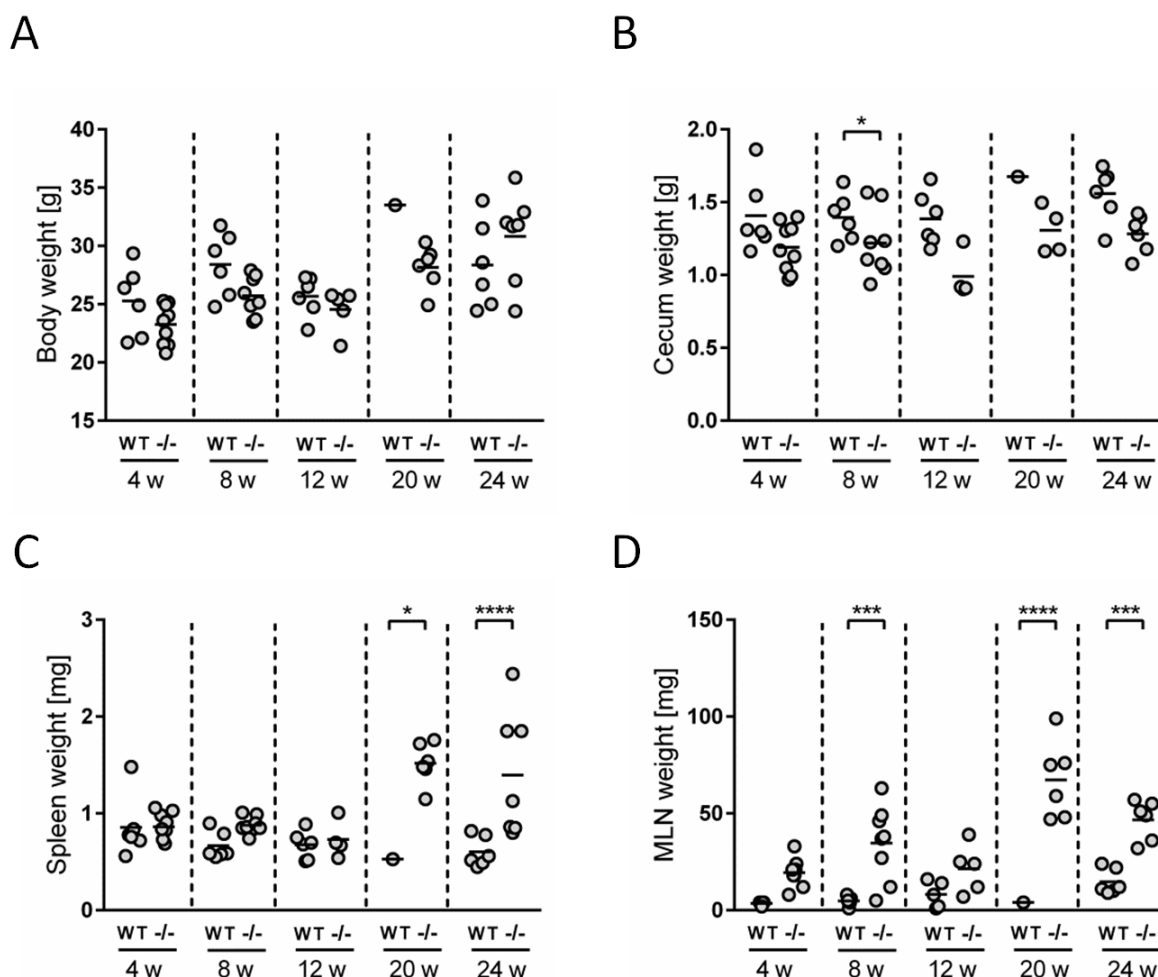 A
B
Body weight [g]
40
35
30
25
20
15
WT -/- WT -/- WT -/- WT -/- WT -/-
4 w 8 w 12 w 20 w 24 w
Cecum weight [g]
2.0
1.5
1.0
0.5
0.0
*
WT -/- WT -/- WT -/- WT -/- WT -/-
4 w 8 w 12 w 20 w 24 w
C
D
Spleen weight [mg]
3
2
1
0
* ****
WT -/- WT -/- WT -/- WT -/- WT -/-
4 w 8 w 12 w 20 w 24 w
MLN weight [mg]
150
100
50
0
*** **** ***
WT -/- WT -/- WT -/- WT -/- WT -/-
4 w 8 w 12 w 20 w 24 w